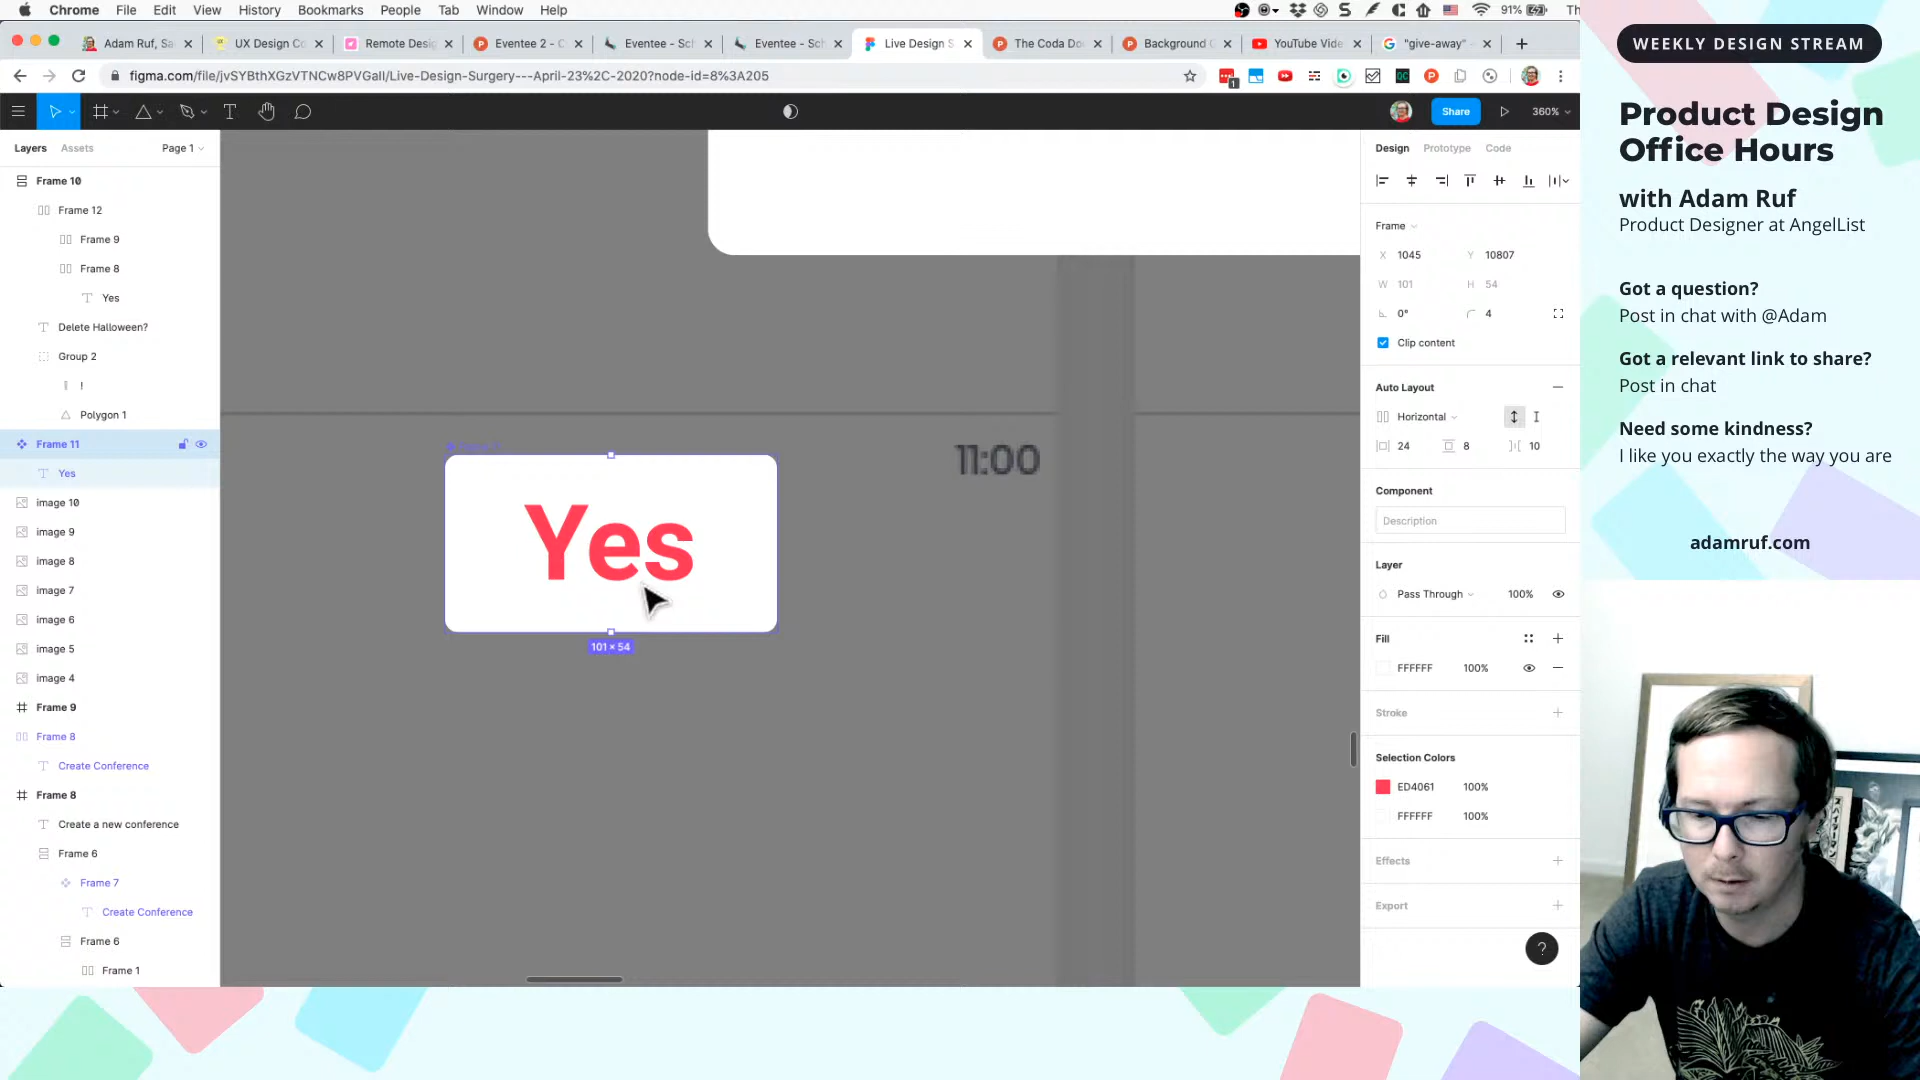 Chrome File Edit View History Bookmarks People Tab Window Help 91% Th
Adam Ruf, Sa UX Design Co Remote Desig Eventee 2 - C Eventee - Sch Eventee - Sch Live Design S The Coda Do Background YouTube Vide "give-away"
figma.com/file/jvSYBthXGzVTNCw8PVGaII/Live-Design-Surgery---April-23%2C-2020?node-id=8%3A205
Share 360%
Layers Assets Page 1
Frame 10
Frame 12
Frame 9
Frame 8
Yes
Delete Halloween?
Group 2
!
Polygon 1
Frame 11
Yes
image 10
image 9
image 8
image 7
image 6
image 5
image 4
Frame 9
Frame 8
Create Conference
Frame 8
Create a new conference
Frame 6
Frame 7
Create Conference
Frame 6
Frame 1
Yes
101 × 54
11:00
Design Prototype Code
Frame
X 1045 Y 10807
W 101 H 54
0° 4
Clip content
Auto Layout
Horizontal
24 8 10
Component
Description
Layer
Pass Through 100%
Fill
FFFFFF 100%
Stroke
Selection Colors
ED4061 100%
FFFFFF 100%
Effects
Export
?
WEEKLY DESIGN STREAM
Product Design
Office Hours
with Adam Ruf
Product Designer at AngelList
Got a question?
Post in chat with @Adam
Got a relevant link to share?
Post in chat
Need some kindness?
I like you exactly the way you are
adamruf.com